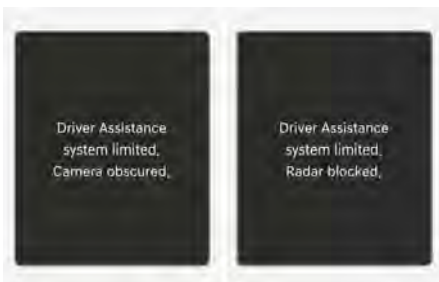 Driver Assistance
system limited.
Camera obscured.
Driver Assistance
system limited.
Radar blocked.